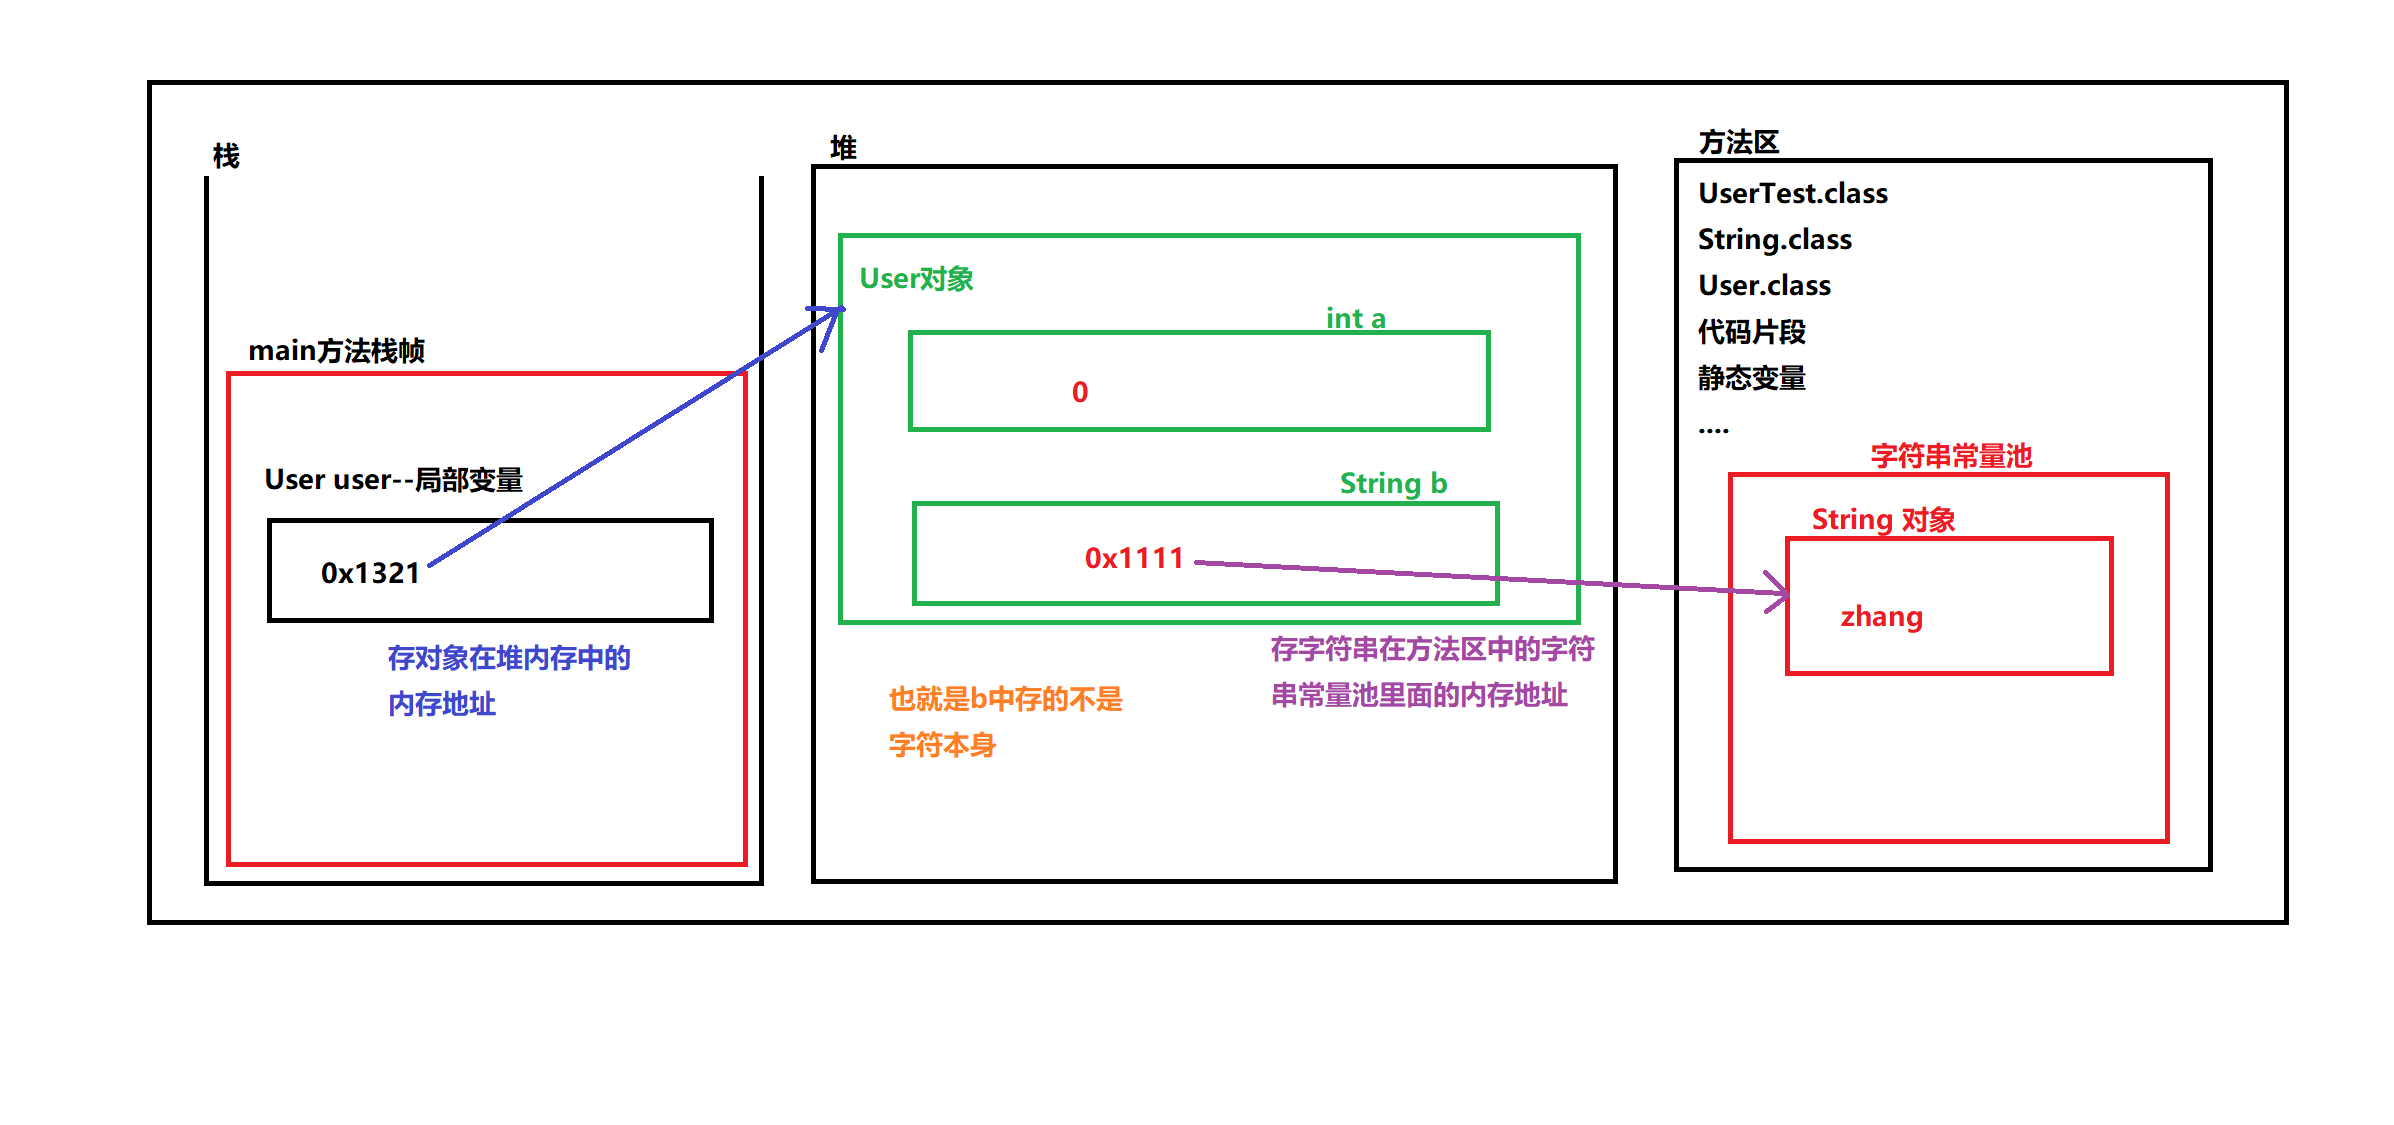 栈
main方法栈帧
User user--局部变量
0x1321
存对象在堆内存中的
内存地址
堆
User对象
int a
0
String b
0x1111
存字符串在方法区中的字符
串常量池里面的内存地址
也就是b中存的不是
字符本身
方法区
UserTest.class
String.class
User.class
代码片段
静态变量
....
字符串常量池
String 对象
zhang